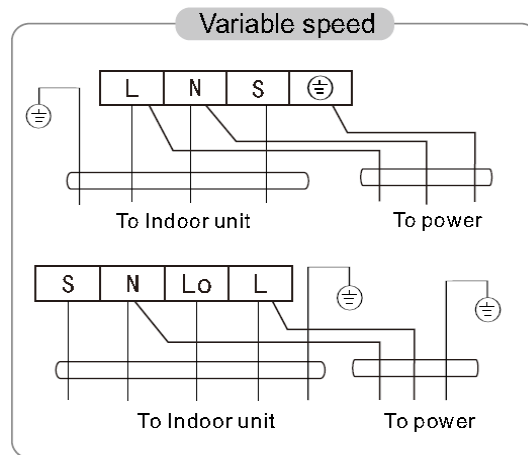 Variable speed
L N S
To Indoor unit To power
S N Lo L
To Indoor unit To power